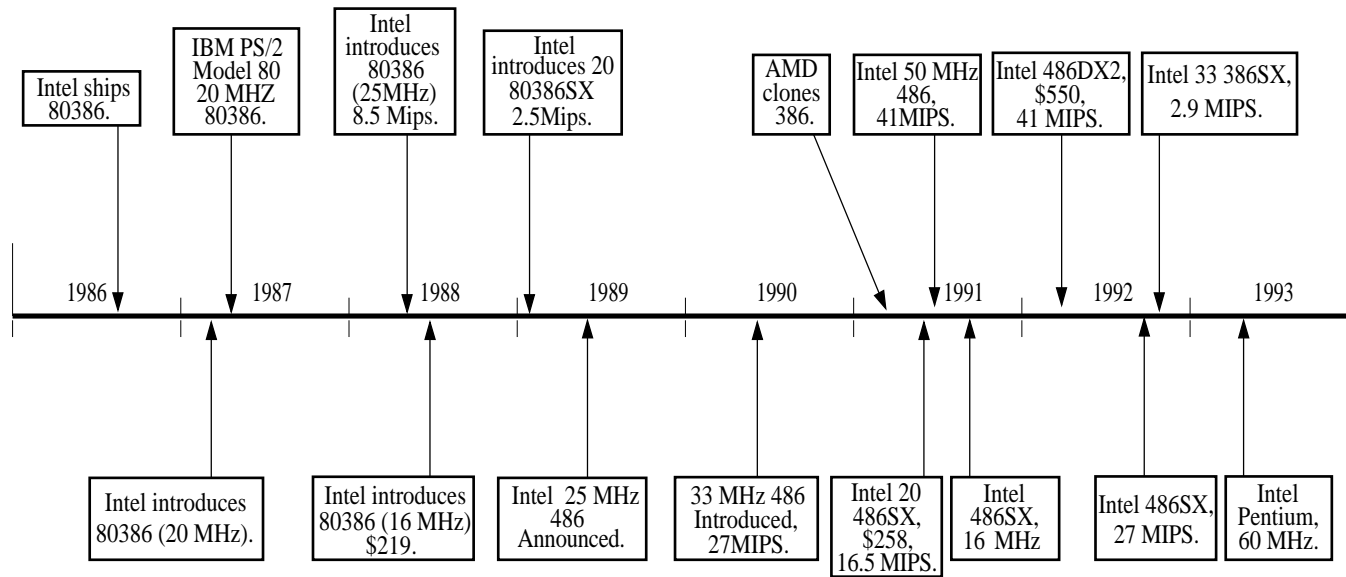 Intel ships
80386.
IBM PS/2
Model 80
20 MHZ
80386.
Intel
introduces
80386
(25MHz)
8.5 Mips.
Intel
introduces 20
80386SX
2.5Mips.
AMD
clones
386.
Intel 50 MHz
486,
41MIPS.
Intel 486DX2,
$550,
41 MIPS.
Intel 33 386SX,
2.9 MIPS.
1986
1987
1988
1989
1990
1991
1992
1993
Intel introduces
80386 (20 MHz).
Intel introduces
80386 (16 MHz)
$219.
Intel 25 MHz
486
Announced.
33 MHz 486
Introduced,
27MIPS.
Intel 20
486SX,
$258,
16.5 MIPS.
Intel
486SX,
16 MHz
Intel 486SX,
27 MIPS.
Intel
Pentium,
60 MHz.